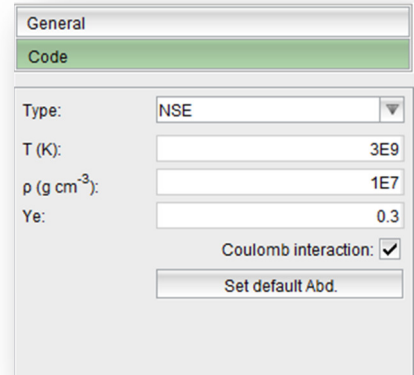 General
Code
Type: NSE
T (K): 3E9
ρ (g cm⁻³): 1E7
Ye: 0.3
Coulomb interaction:
Set default Abd.